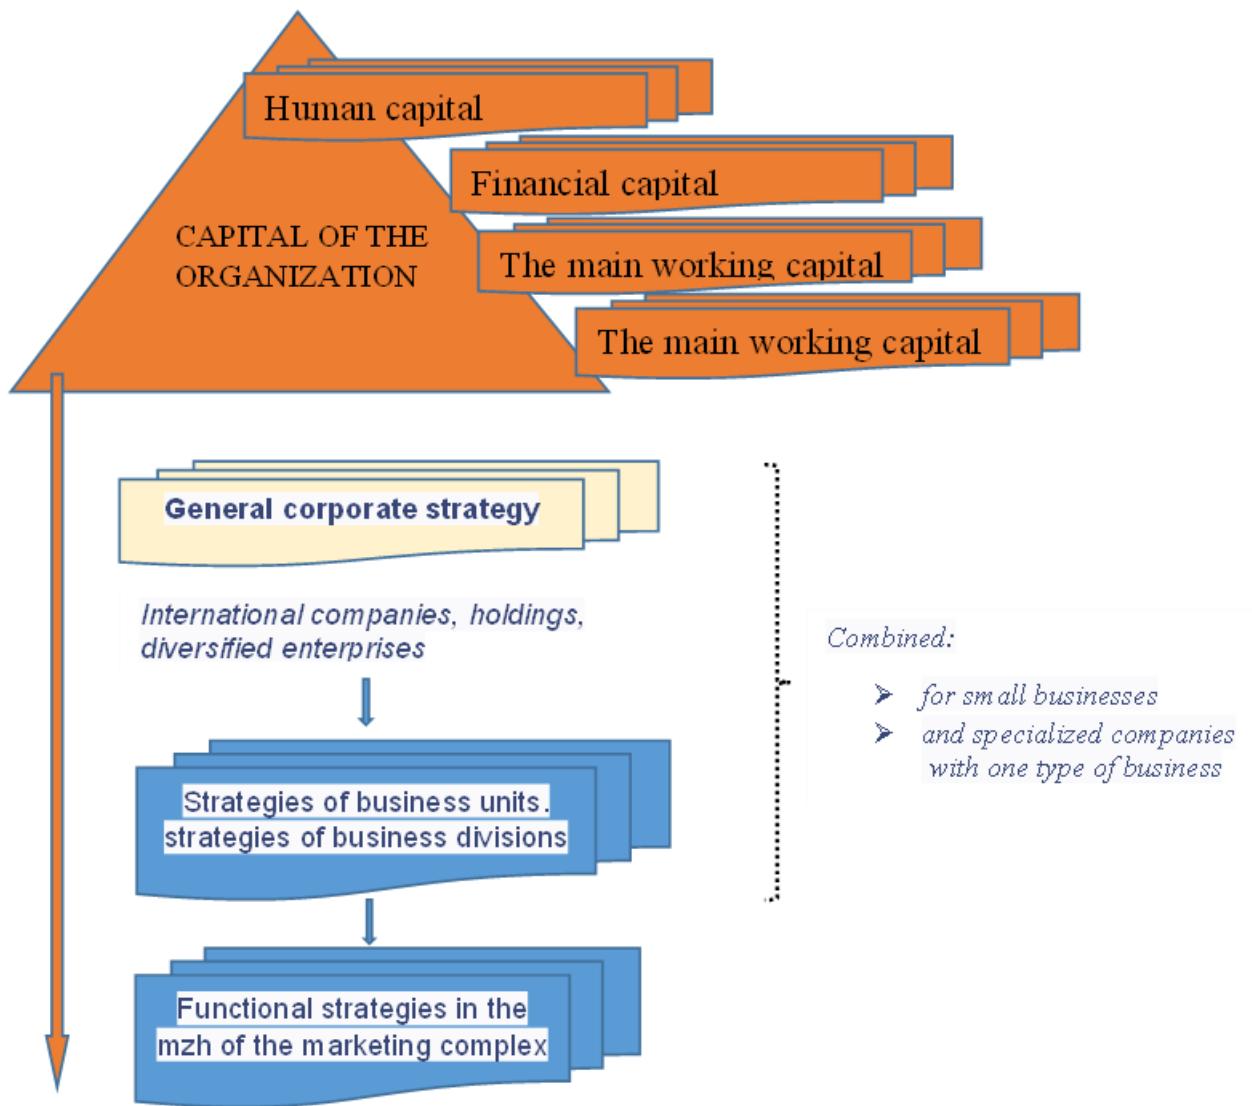 Human capital
Financial capital
CAPITAL OF THE
ORGANIZATION
The main working capital
The main working capital
General corporate strategy
International companies, holdings,
diversified enterprises
Combined:
➤ for small businesses
➤ and specialized companies
with one type of business
Strategies of business units.
strategies of business divisions
Functional strategies in the
mzh of the marketing complex